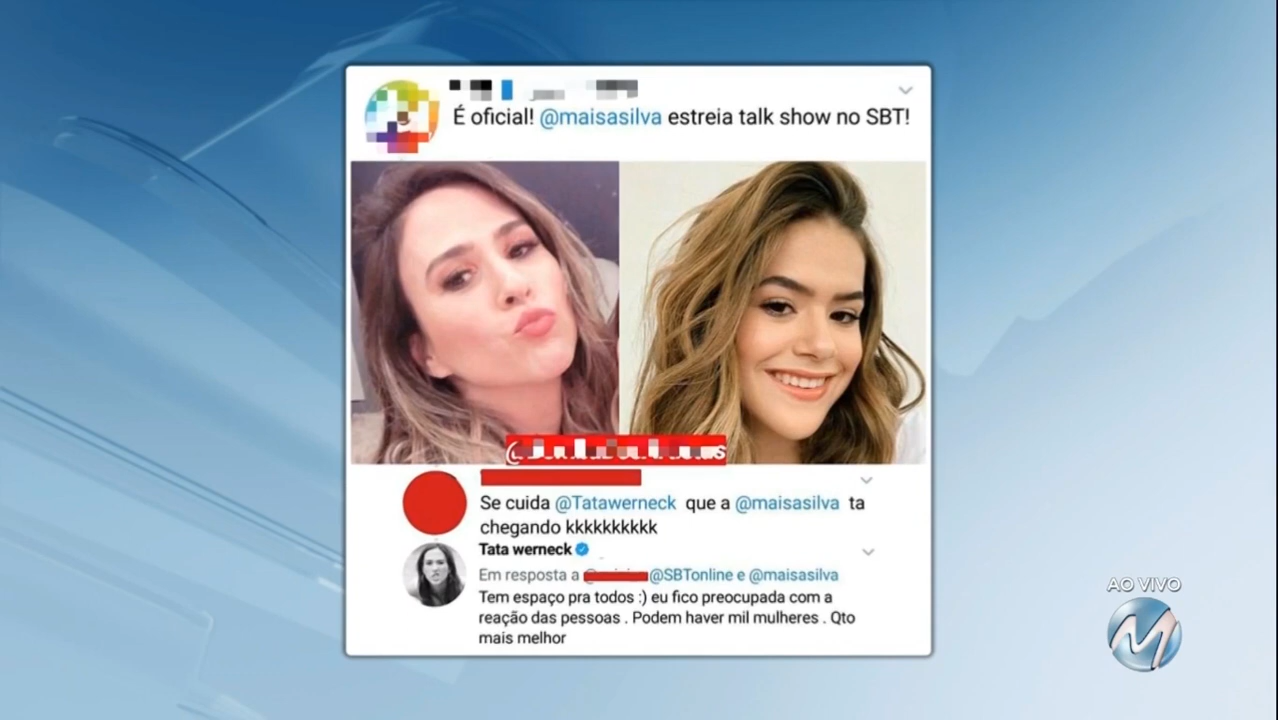 É oficial! @maisasilva estreia talk show no SBT!
Se cuida @Tatawerneck que a @maisasilva ta
chegando kkkkkkkkkk
Tata werneck
Em resposta a @SBTonline e @maisasilva
Tem espaço pra todos :) eu fico preocupada com a
reação das pessoas . Podem haver mil mulheres . Qto
mais melhor
AO VIVO
M